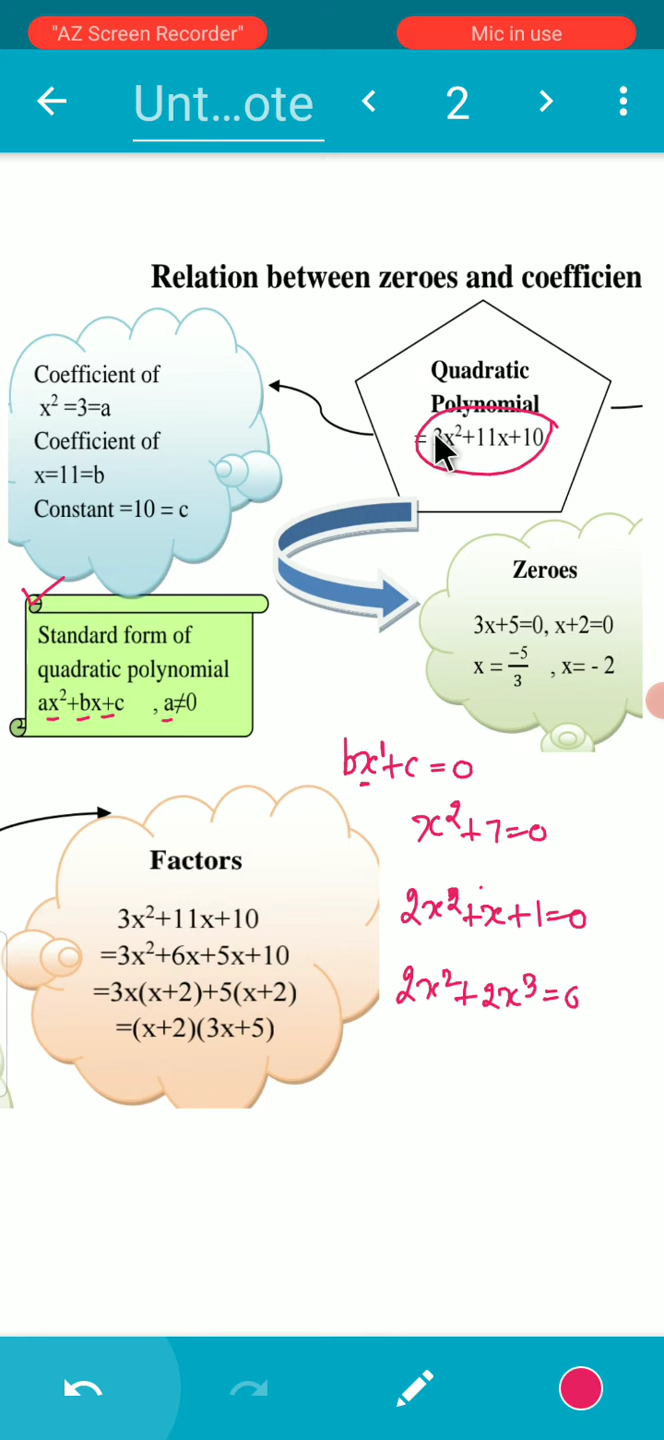 "AZ Screen Recorder"
Mic in use
Unt...ote
2
Relation between zeroes and coefficien
Coefficient of
x² =3=a
Coefficient of
x=11=b
Constant =10 = c
Quadratic
Polynomial
= 3x²+11x+10
Zeroes
3x+5=0, x+2=0
x = -5/3 , x= - 2
Standard form of
quadratic polynomial
ax²+bx+c , a≠0
bx¹+c=0
x²+7=0
2x²+x+1=0
2x²+2x³=6
Factors
3x²+11x+10
=3x²+6x+5x+10
=3x(x+2)+5(x+2)
=(x+2)(3x+5)